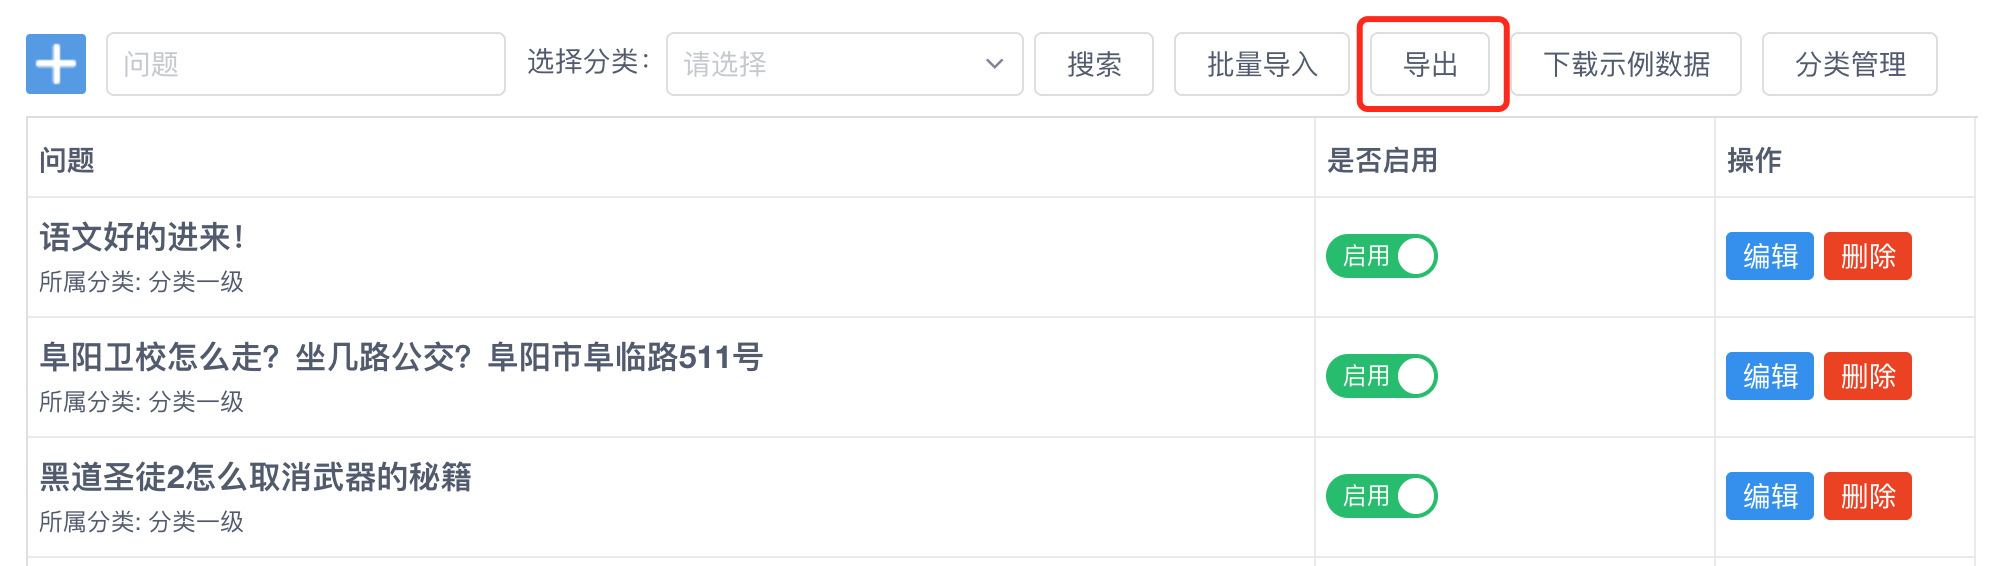 问题 选择分类： 请选择 搜索 批量导入 导出 下载示例数据 分类管理
问题 是否启用 操作
语文好的进来！
所属分类: 分类一级
启用 编辑 删除
阜阳卫校怎么走？坐几路公交？阜阳市阜临路511号
所属分类: 分类一级
启用 编辑 删除
黑道圣徒2怎么取消武器的秘籍
所属分类: 分类一级
启用 编辑 删除